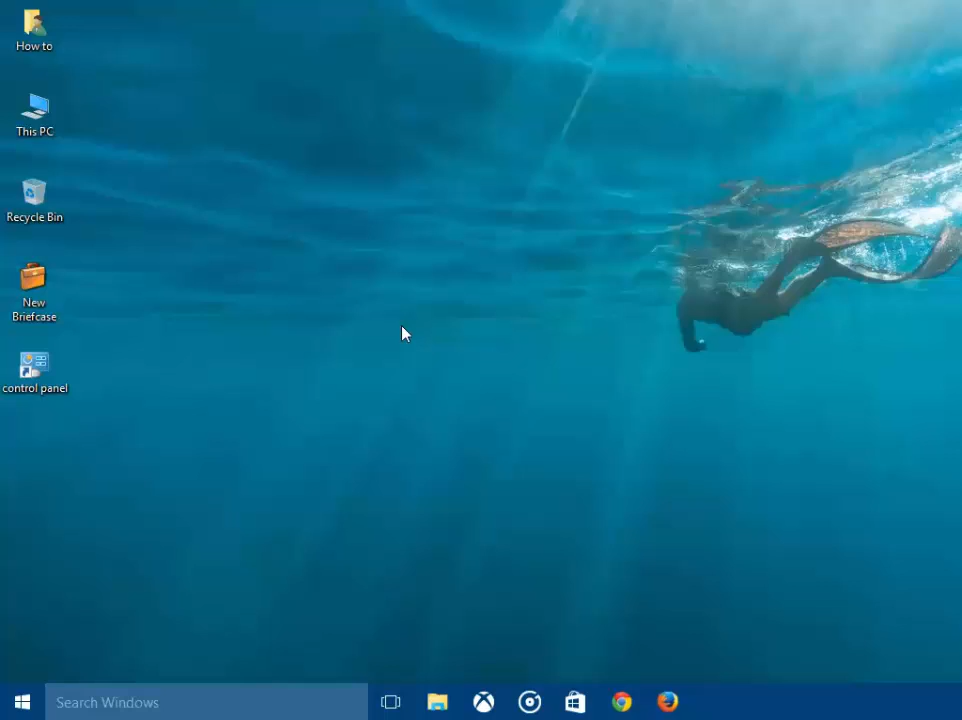 How to
This PC
Recycle Bin
New
Briefcase
control panel
Search Windows